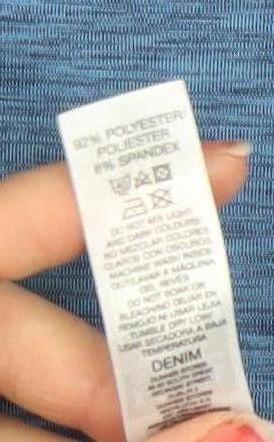 92% POLYESTER/
POLIESTER
8% SPANDEX
DO NOT MIX LIGHT
AND DARK COLOURS
NO MEZCLAR COLORES
CLAROS CON OSCUROS
MACHINE WASH INSIDE
OUT/LAVAR A MÁQUINA
DEL REVÉS
DO NOT SOAK OR
BLEACH/NO DEJAR EN
REMOJO NI USAR LEJÍA
TUMBLE DRY LOW/
USAR SECADORA A BAJA
TEMPERATURA
DENIM
DUNNES STORES